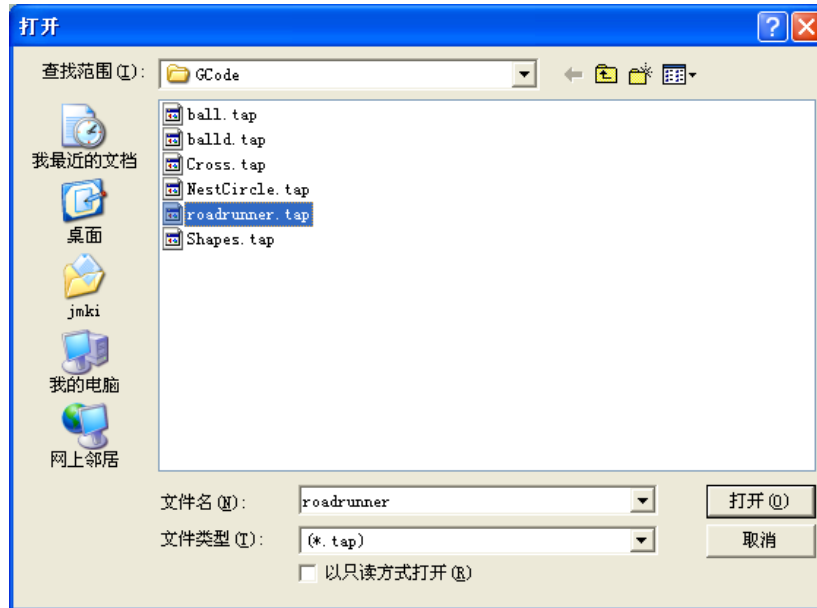 打开
查找范围(I):
GCode
我最近的文档
桌面
jmki
我的电脑
网上邻居
ball.tap
balld.tap
Cross.tap
NestCircle.tap
roadrunner.tap
Shapes.tap
文件名(N):
roadrunner
打开(O)
文件类型(T):
(*.tap)
取消
以只读方式打开(R)